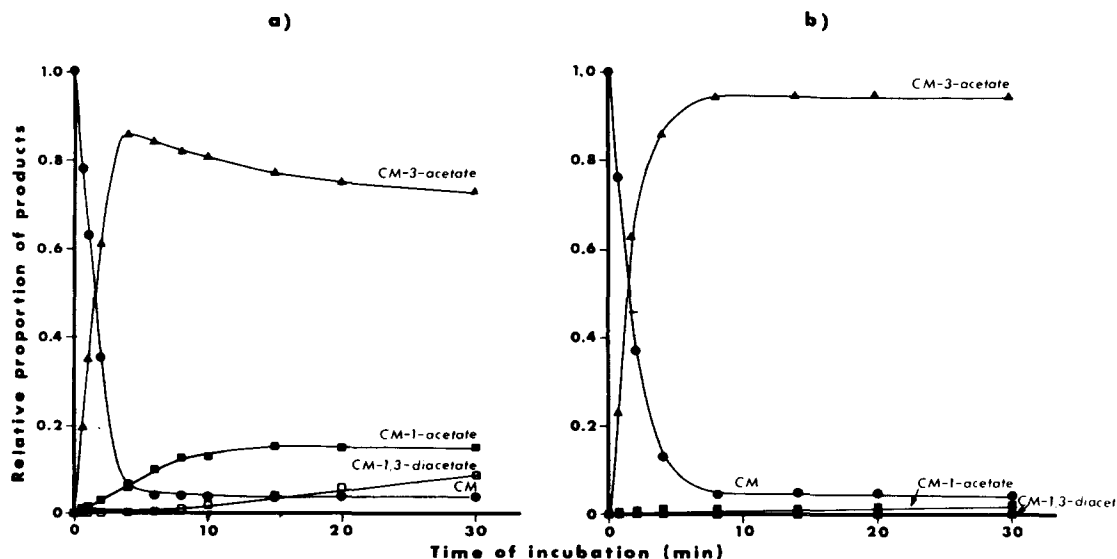 a)
b)
Relative proportion of products
1.0
0.8
0.6
0.4
0.2
0
CM-3-acetate
CM-1-acetate
CM-1,3-diacetate
CM
0
10
20
30
1.0
0.8
0.6
0.4
0.2
0
CM-3-acetate
CM
CM-1-acetate
CM-1,3-diacet
0
10
20
30
Time of incubation (min)